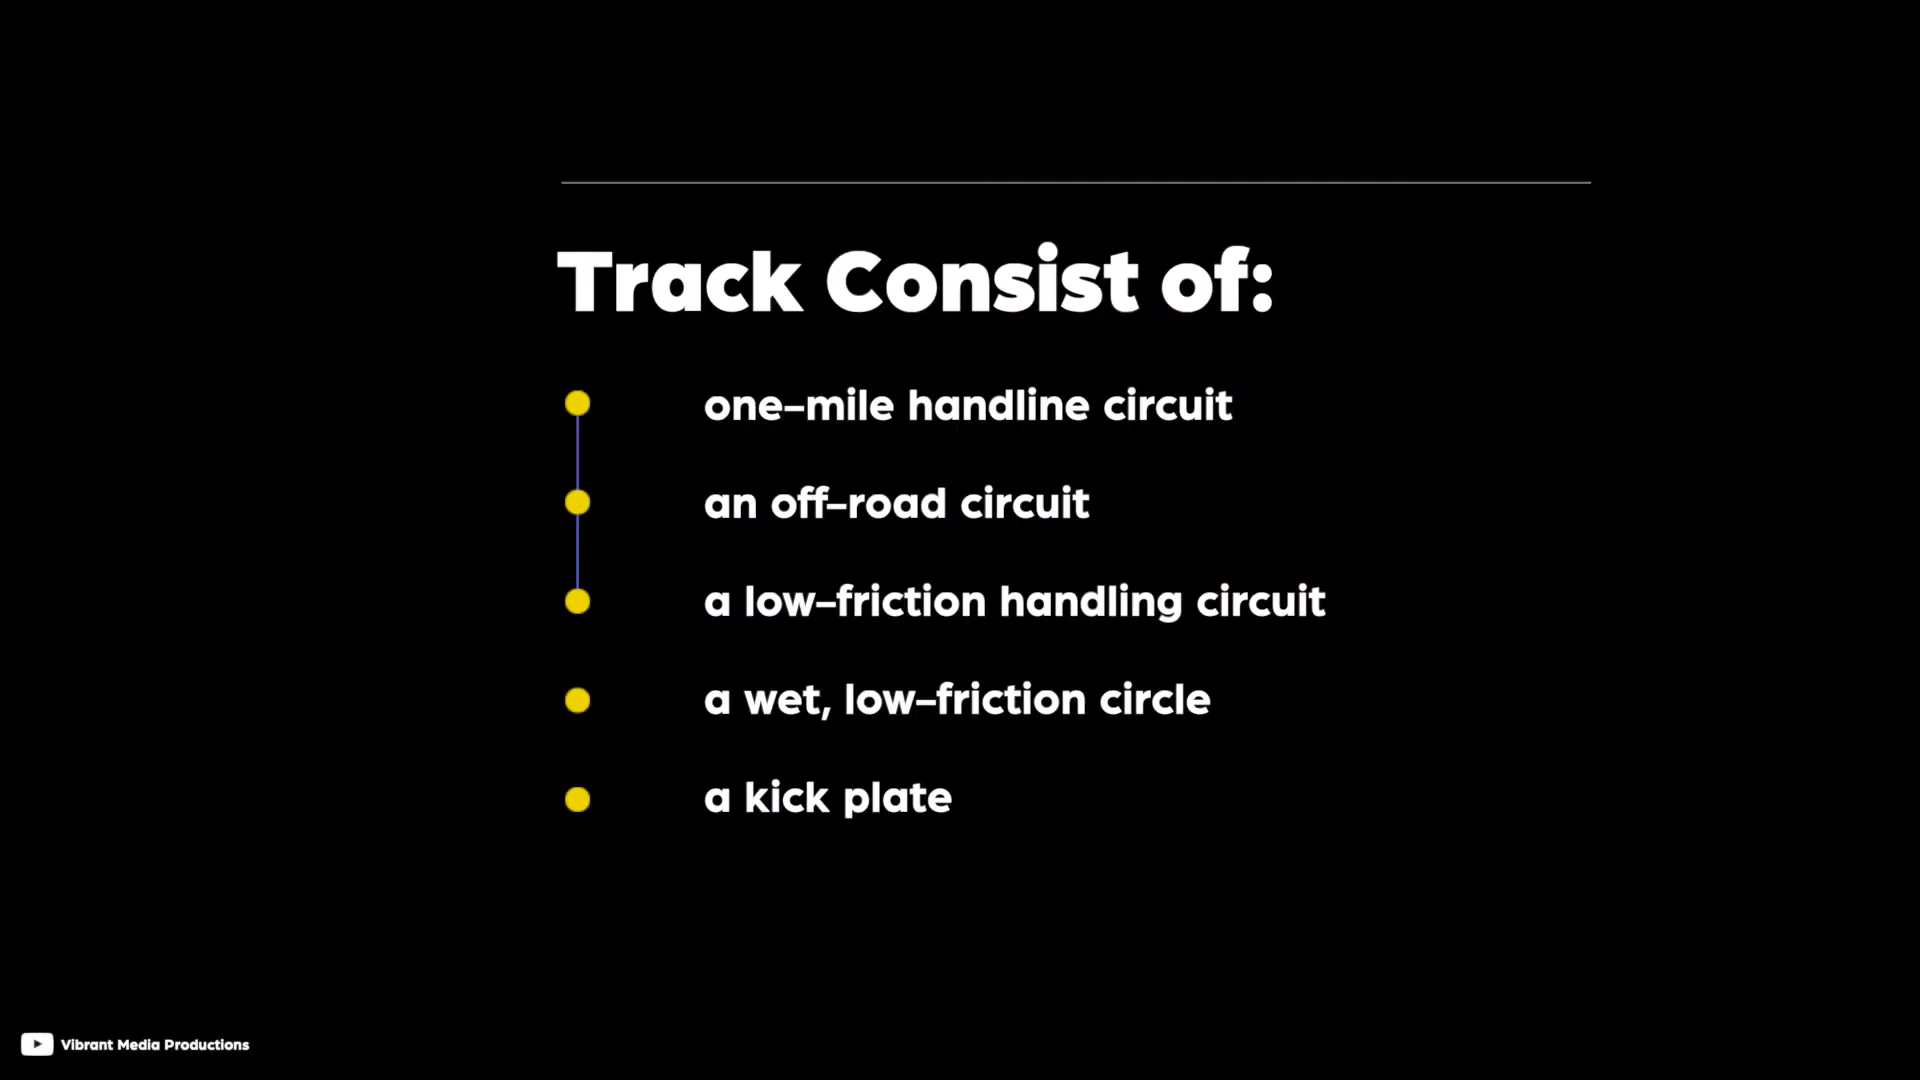 Track Consist of:
one-mile handline circuit
an off-road circuit
a low-friction handling circuit
a wet, low-friction circle
a kick plate
Vibrant Media Productions